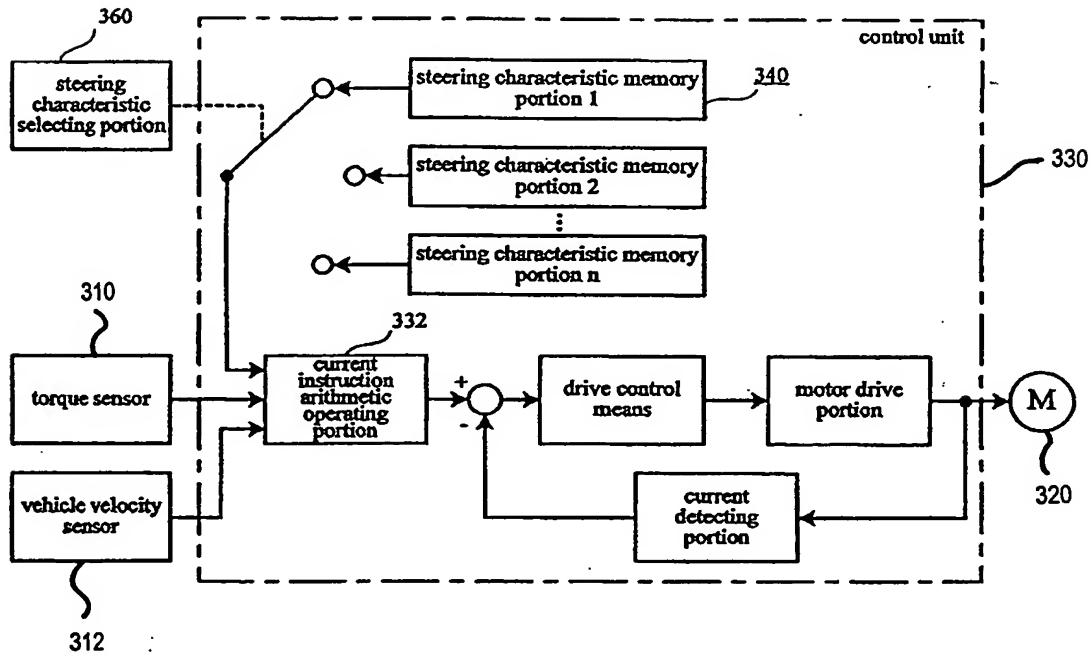 360
control unit
steering
characteristic
selecting portion
steering characteristic memory
portion 1
340
steering characteristic memory
portion 2
330
steering characteristic memory
portion n
310
332
torque sensor
current
instruction
arithmetic
operating
portion
+
-
drive control
means
motor drive
portion
M
320
vehicle velocity
sensor
current
detecting
portion
312